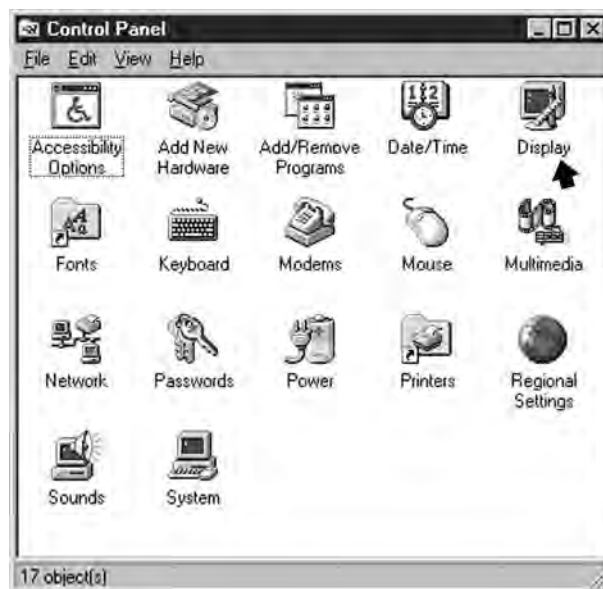 Control Panel
File Edit View Help
Accessibility Options
Add New Hardware
Add/Remove Programs
Date/Time
Display
Fonts
Keyboard
Modems
Mouse
Multimedia
Network
Passwords
Power
Printers
Regional Settings
Sounds
System
17 object(s)